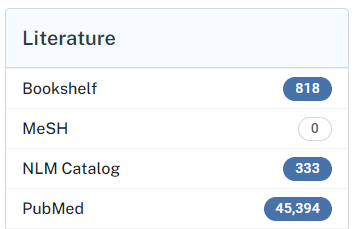 Literature
Bookshelf 818
MeSH 0
NLM Catalog 333
PubMed 45,394